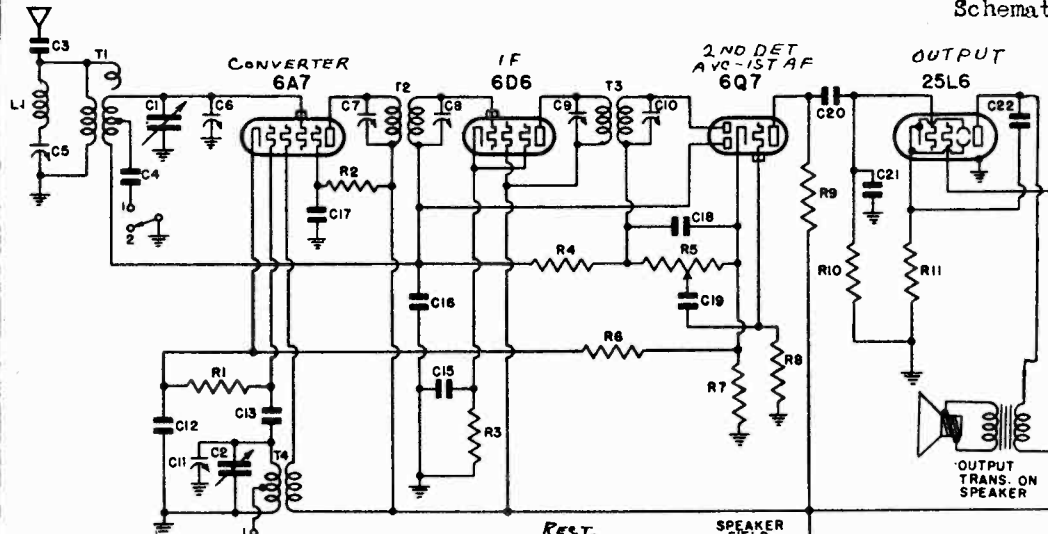 Schemat
C3
T1
CONVERTER
6A7
IF
6D6
2ND DET
AVC-1ST AF
6Q7
OUTPUT
25L6
L1
C1
C6
C7
T2
C8
C9
T3
C10
C20
C22
C5
C4
R2
C17
C21
R9
1
2
C18
R4
R5
R10
R11
C16
C19
R6
R8
R1
C15
R7
C12
C13
R3
C11
C2
T4
OUTPUT
TRANS. ON
SPEAKER
1
REST.
SPEAKER